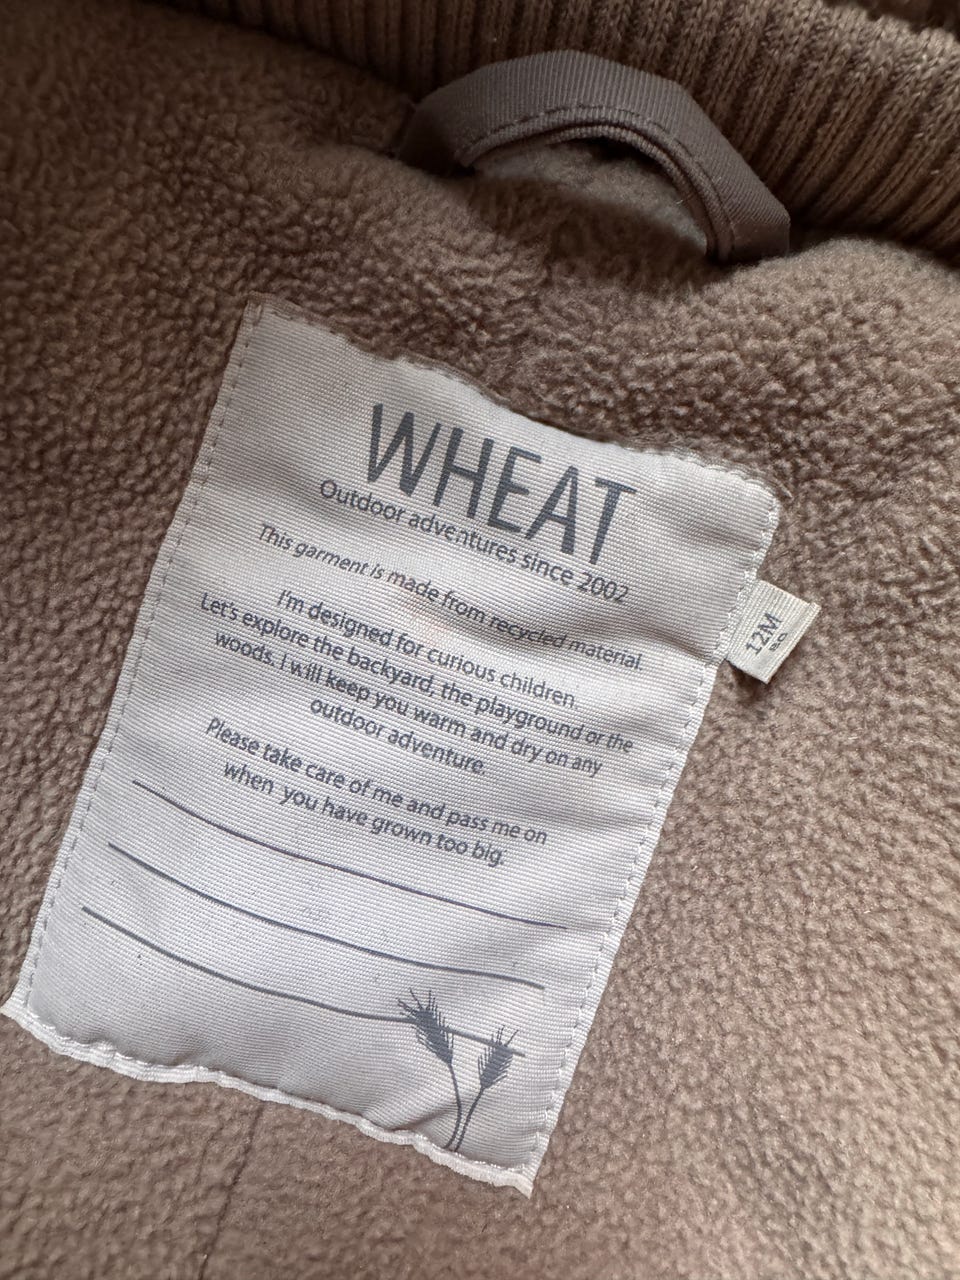 WHEAT
Outdoor adventures since 2002
This garment is made from recycled material.
I'm designed for curious children.
Let's explore the backyard, the playground or the
woods. I will keep you warm and dry on any
outdoor adventure.
Please take care of me and pass me on
when you have grown too big.
12M
80